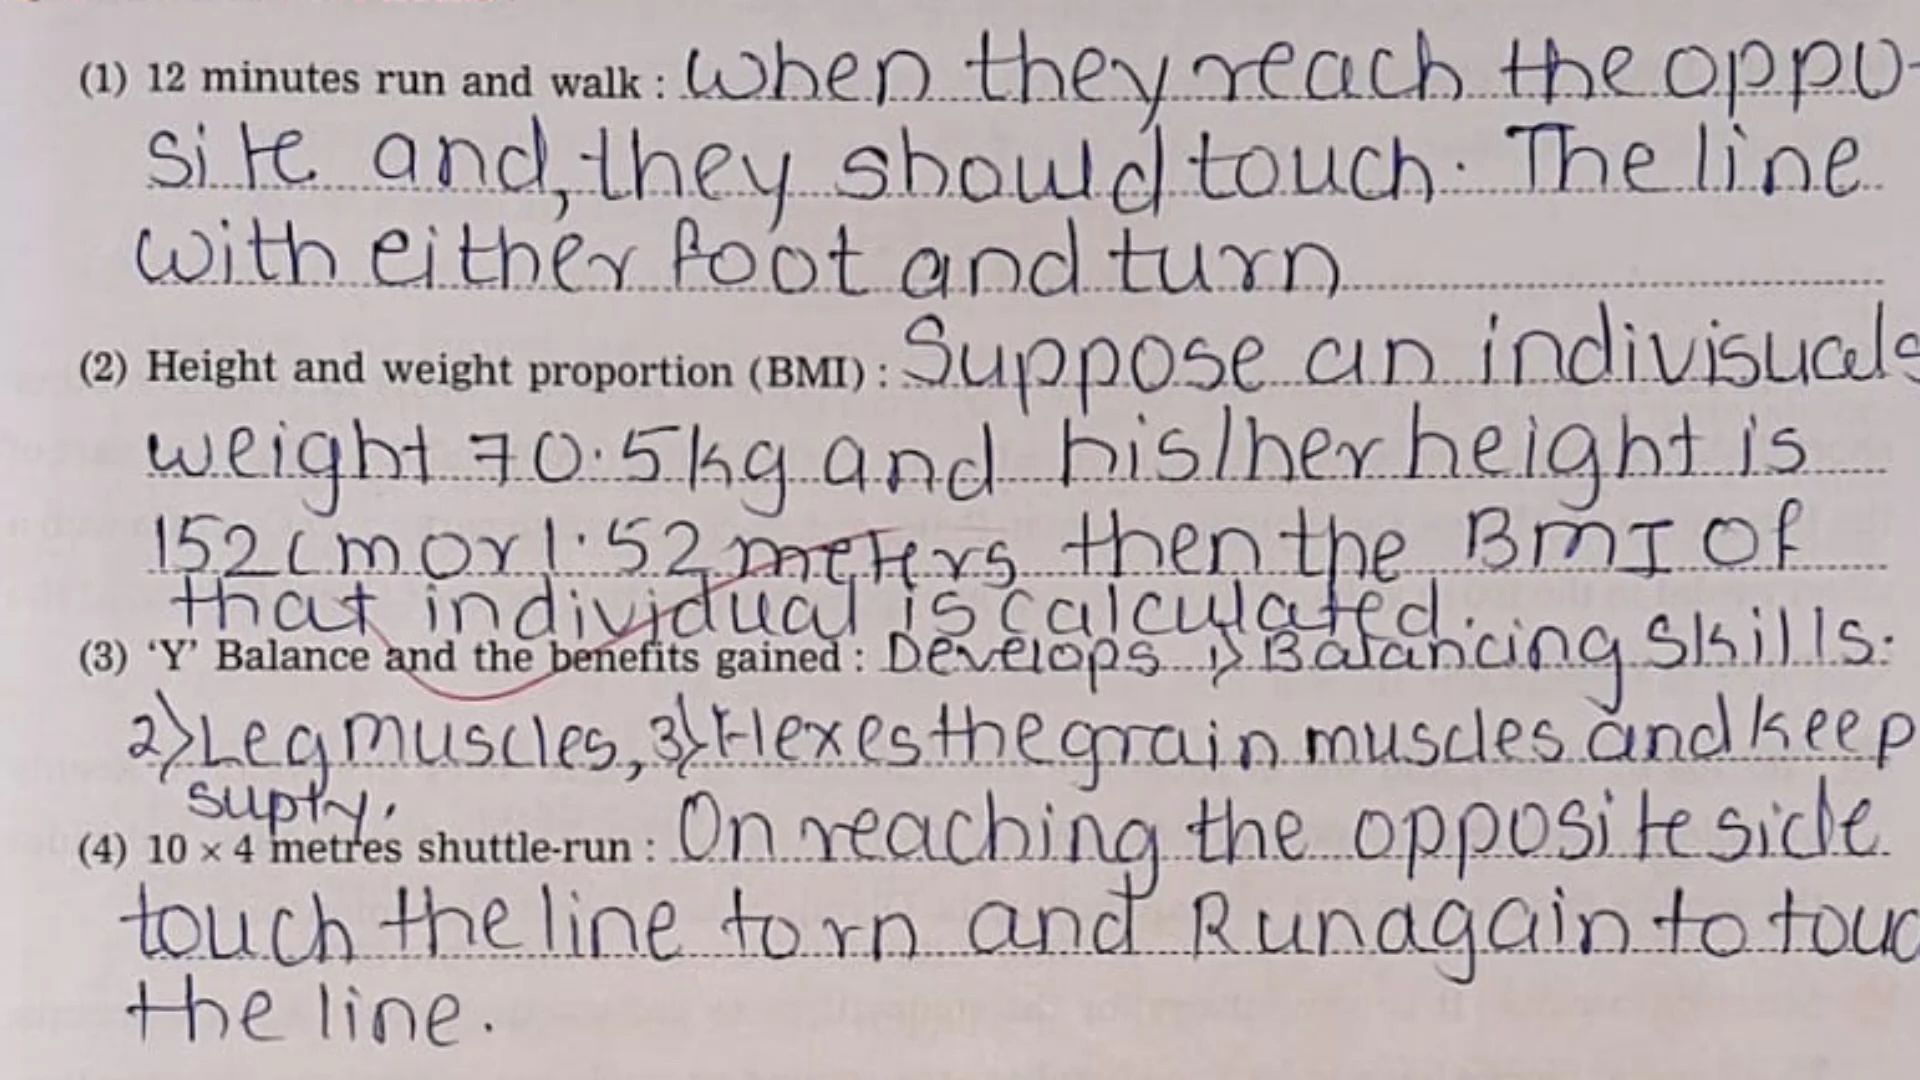 (1) 12 minutes run and walk : When they reach the oppo-
site and, they should touch. The line
with either foot and turn
(2) Height and weight proportion (BMI) : Suppose an indivisuals
weight 70.5kg and his/her height is
152cm or 1.52 meters then the BMI of
that individual is calculated.
(3) ‘Y’ Balance and the benefits gained : Develops 1) Balancing skills.
2) Leg muscles, 3) Flexes the grain muscles and keep
(4) 10 × 4 metres shuttle-run : On reaching the opposite side
touch the line torn and Run again to touc
the line.